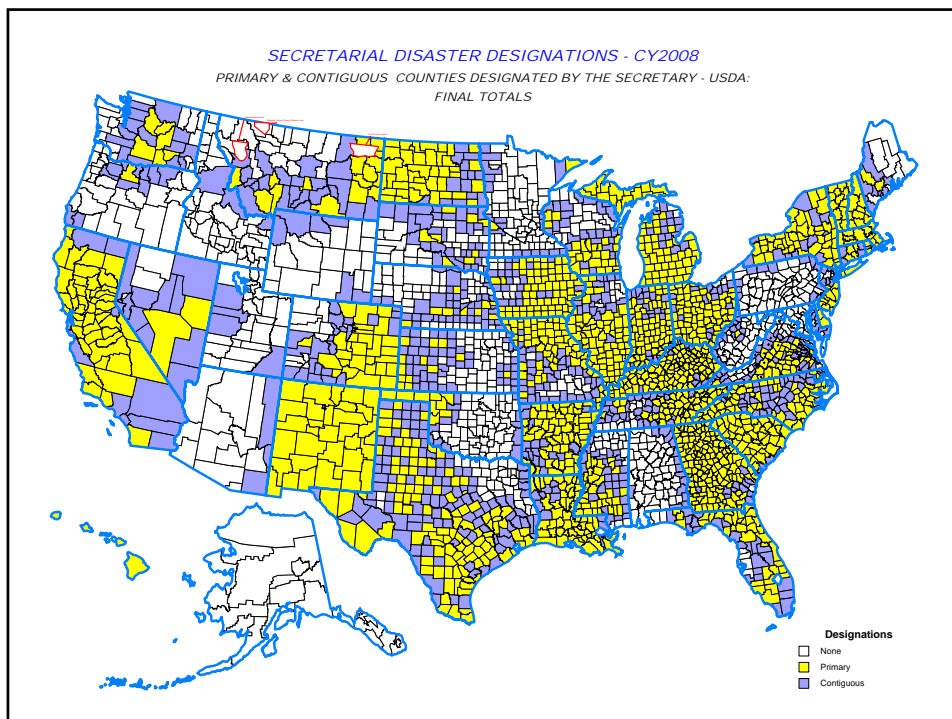 SECRETARIAL DISASTER DESIGNATIONS - CY2008
PRIMARY & CONTIGUOUS COUNTIES DESIGNATED BY THE SECRETARY - USDA:
FINAL TOTALS
Designations
None
Primary
Contiguous